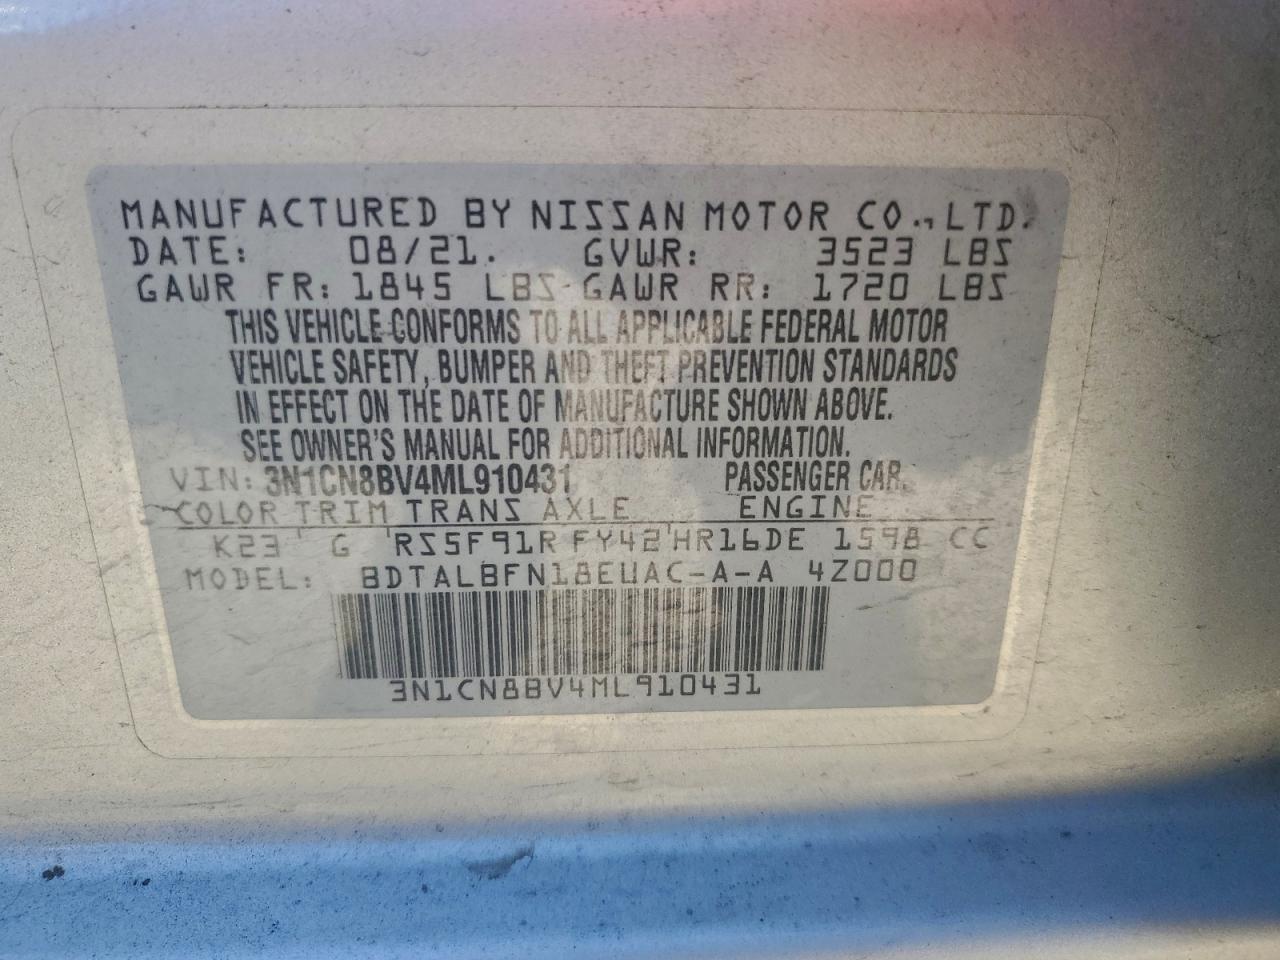 MANUFACTURED BY NISSAN MOTOR CO., LTD.
DATE: 08/21. GVWR: 3523 LBS
GAWR FR: 1845 LBS GAWR RR: 1720 LBS
THIS VEHICLE CONFORMS TO ALL APPLICABLE FEDERAL MOTOR
VEHICLE SAFETY, BUMPER AND THEFT PREVENTION STANDARDS
IN EFFECT ON THE DATE OF MANUFACTURE SHOWN ABOVE.
SEE OWNER'S MANUAL FOR ADDITIONAL INFORMATION.
VIN: 3N1CN8BV4ML910431 PASSENGER CAR.
COLOR TRIM TRANS AXLE ENGINE
K23 ' G ' RS5F91R FY42 ' HR16DE 1598 CC
MODEL: BDTALBFN18EUAC-A-A 4Z000
3N1CN8BV4ML910431